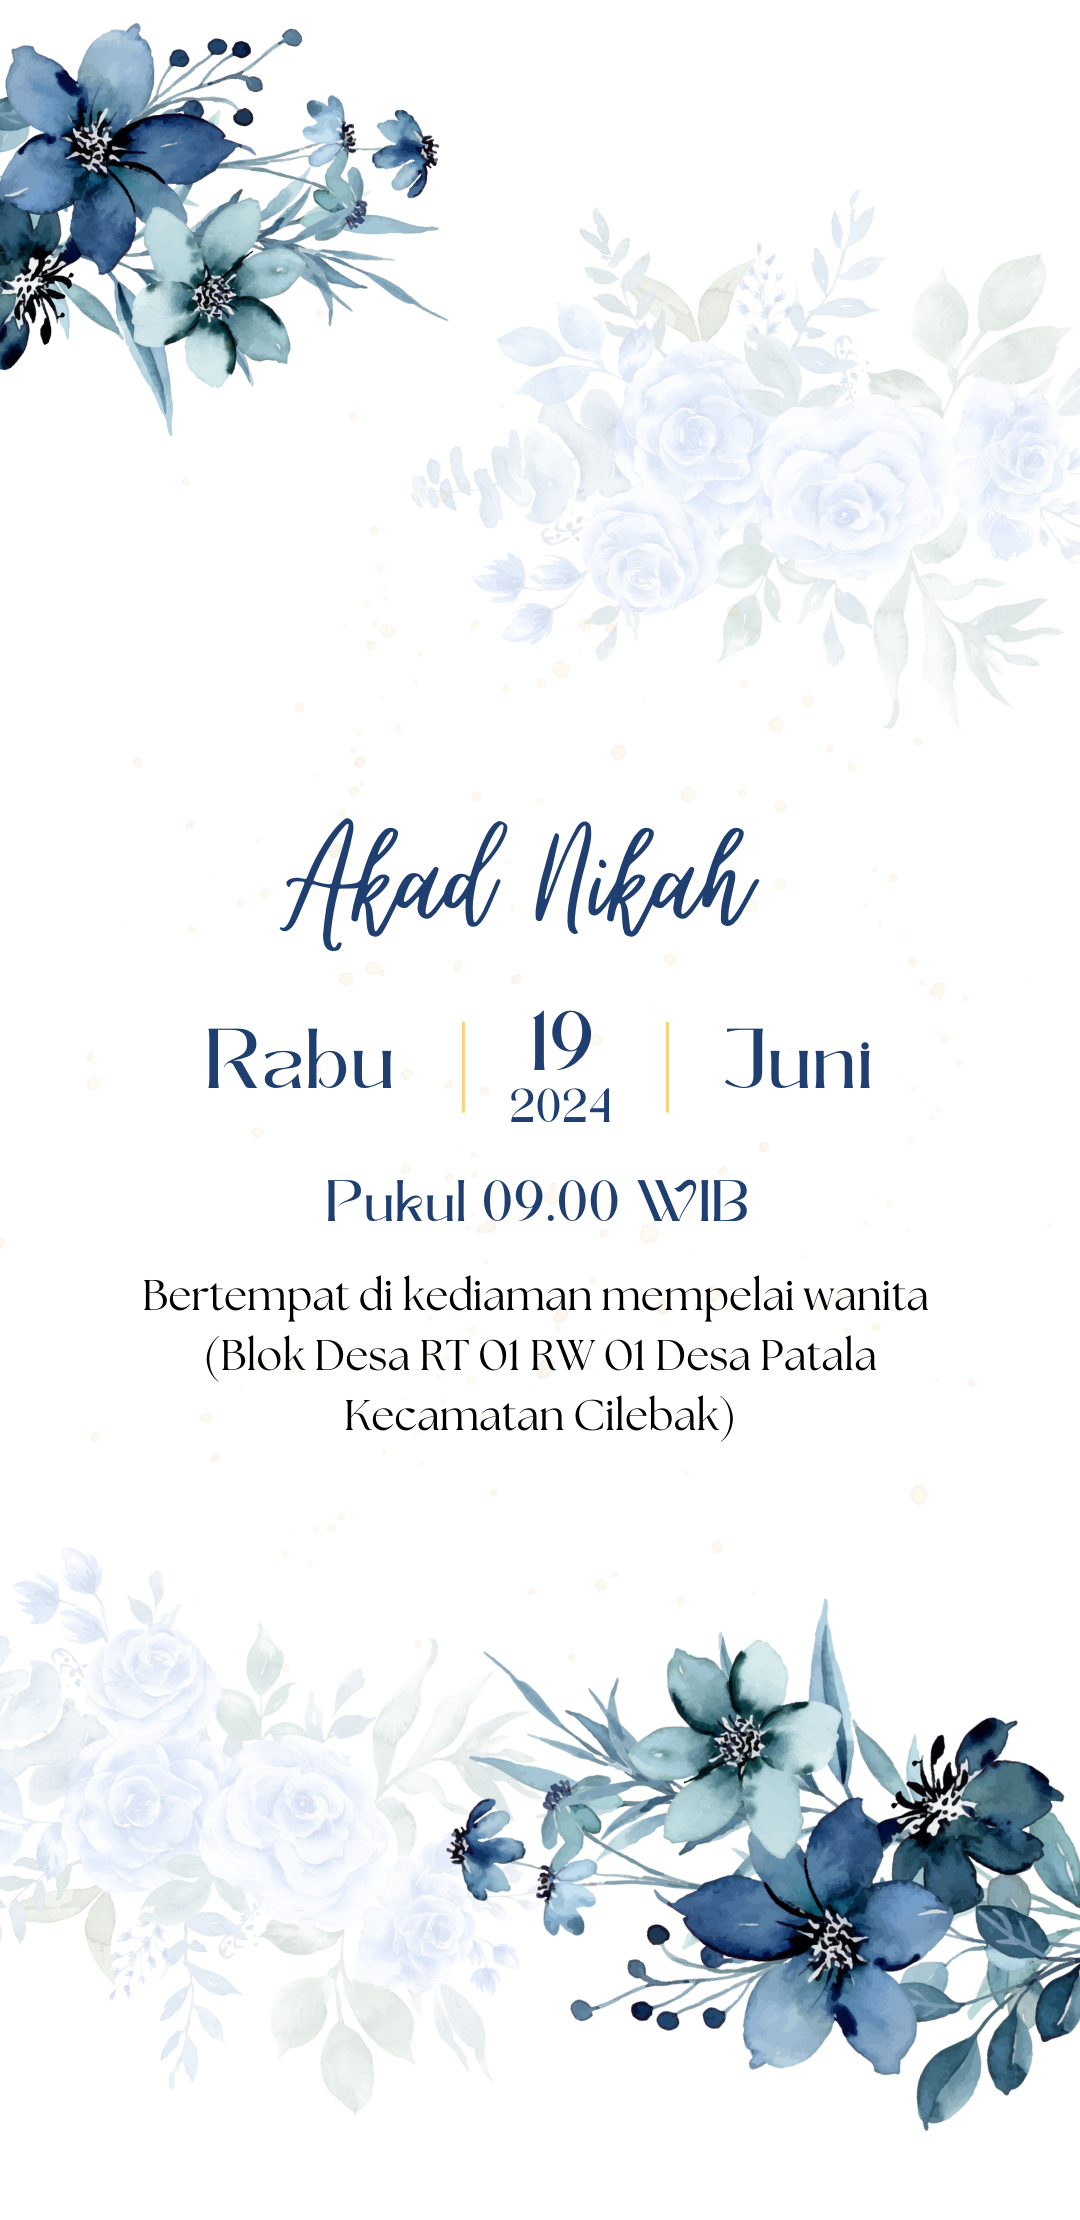 Akad Nikah
Rabu
19
2024
Juni
Pukul 09.00 WIB
Bertempat di kediaman mempelai wanita
(Blok Desa RT 01 RW 01 Desa Patala
Kecamatan Cilebak)